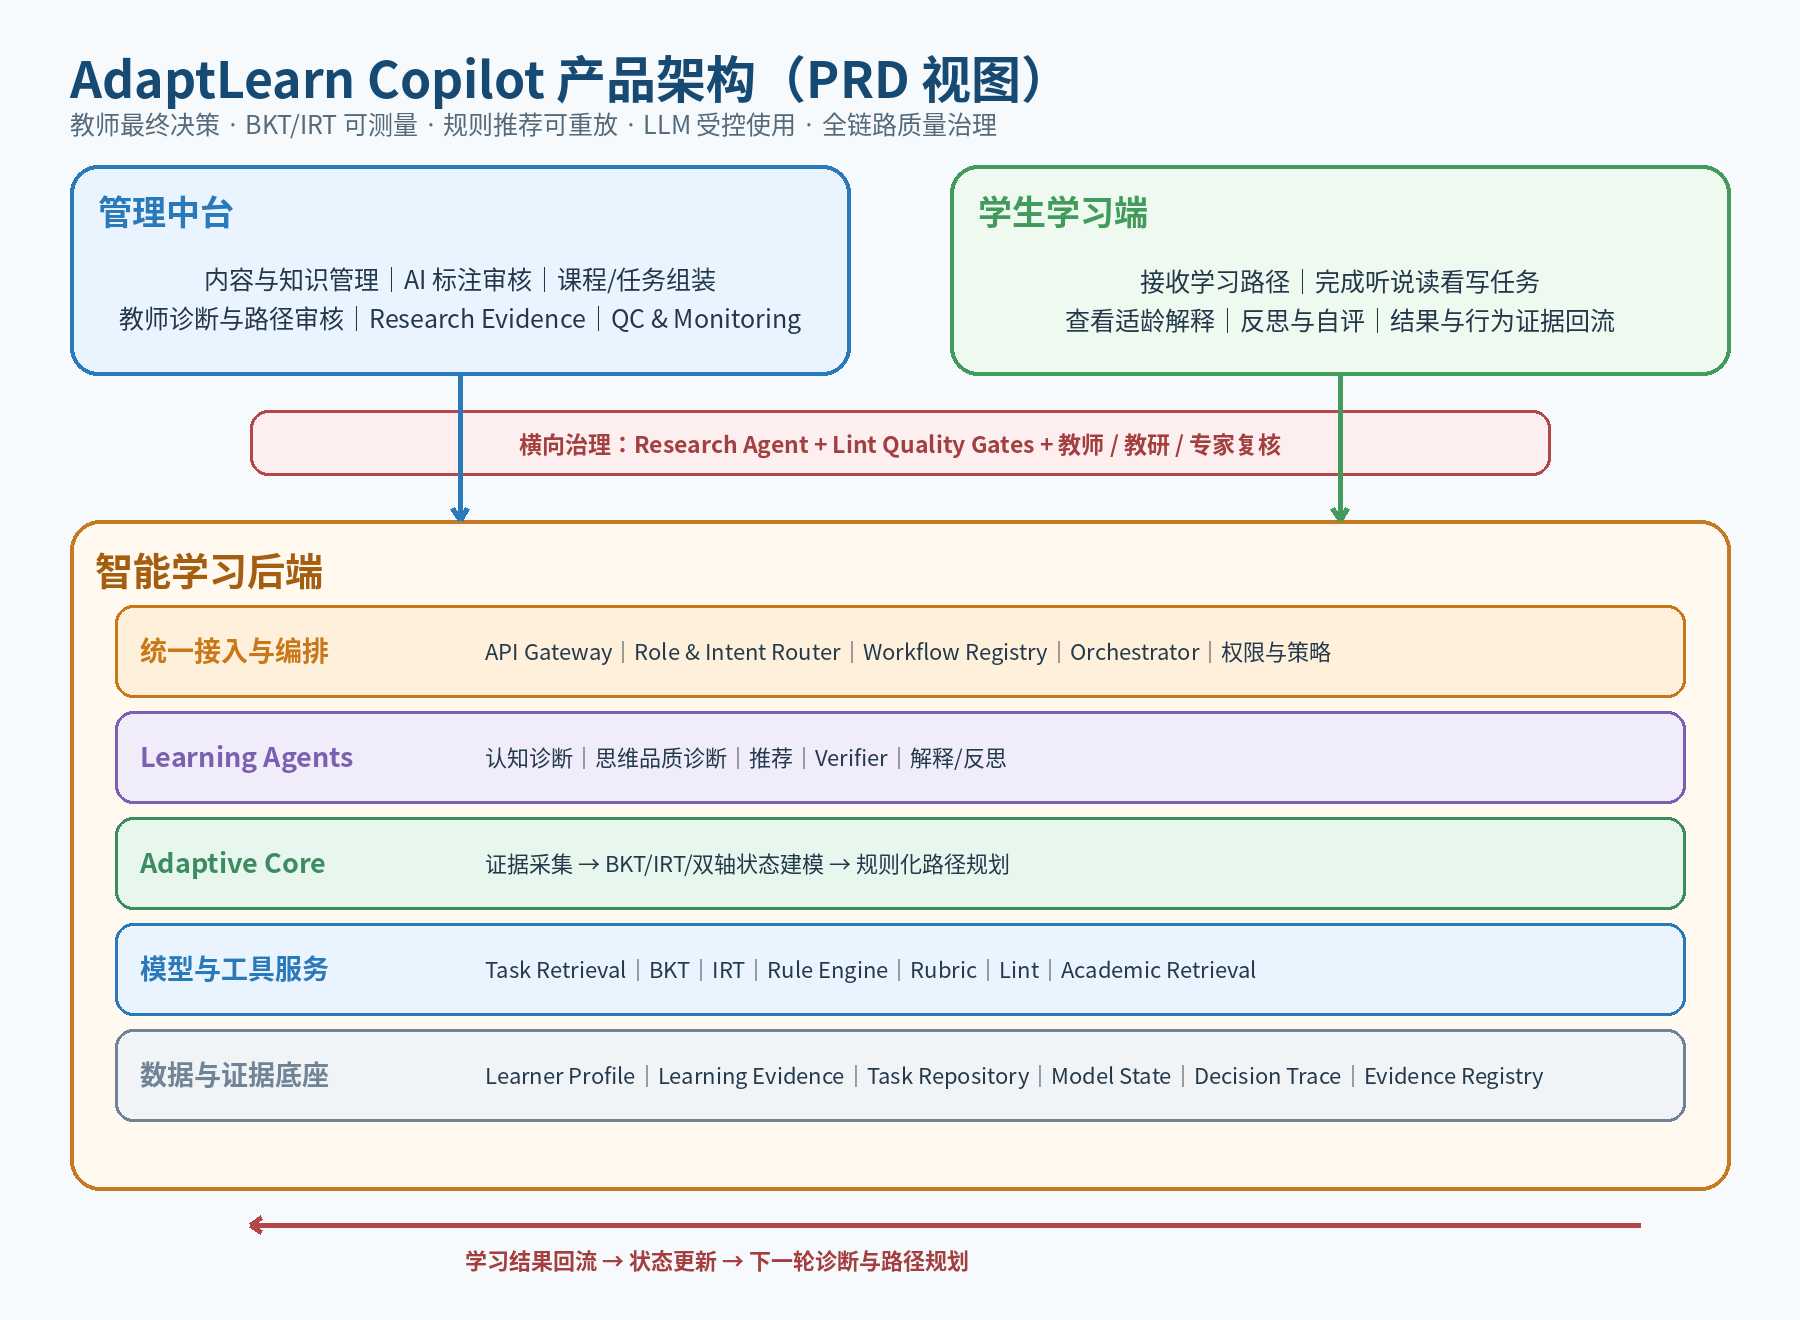 AdaptLearn Copilot 产品架构（PRD 视图）
教师最终决策 · BKT/IRT 可测量 · 规则推荐可重放 · LLM 受控使用 · 全链路质量治理
管理中台
内容与知识管理｜AI 标注审核｜课程/任务组装
教师诊断与路径审核｜Research Evidence｜QC & Monitoring
学生学习端
接收学习路径｜完成听说读看写任务
查看适龄解释｜反思与自评｜结果与行为证据回流
横向治理：Research Agent + Lint Quality Gates + 教师 / 教研 / 专家复核
智能学习后端
统一接入与编排
API Gateway｜Role & Intent Router｜Workflow Registry｜Orchestrator｜权限与策略
Learning Agents
认知诊断｜思维品质诊断｜推荐｜Verifier｜解释/反思
Adaptive Core
证据采集 → BKT/IRT/双轴状态建模 → 规则化路径规划
模型与工具服务
Task Retrieval｜BKT｜IRT｜Rule Engine｜Rubric｜Lint｜Academic Retrieval
数据与证据底座
Learner Profile｜Learning Evidence｜Task Repository｜Model State｜Decision Trace｜Evidence Registry
学习结果回流 → 状态更新 → 下一轮诊断与路径规划